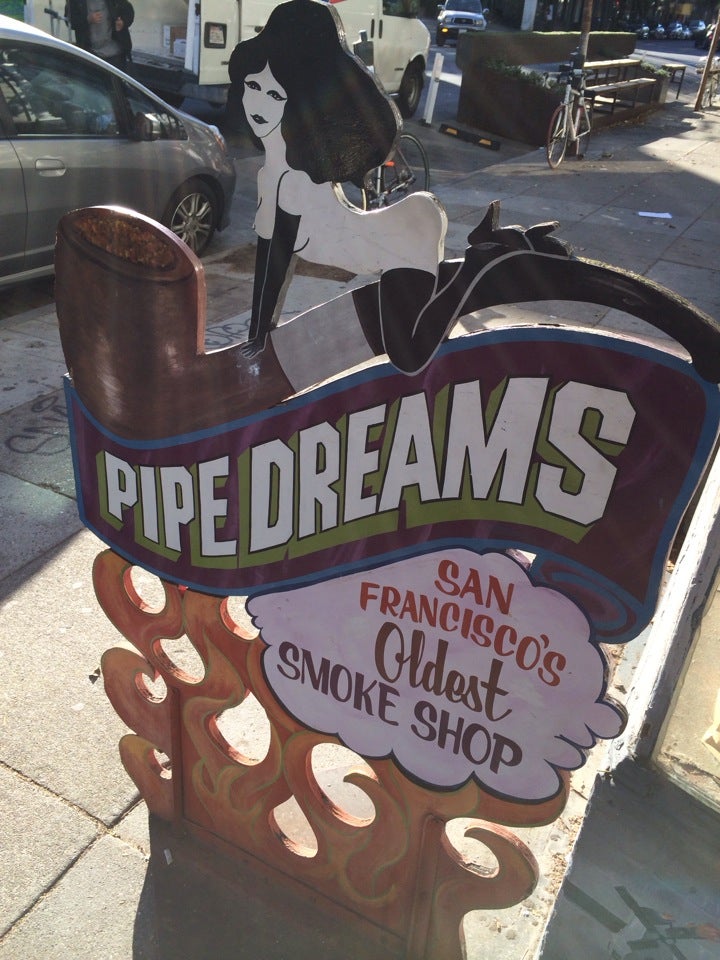 PIPE DREAMS
SAN
FRANCISCO'S
Oldest
SMOKE SHOP